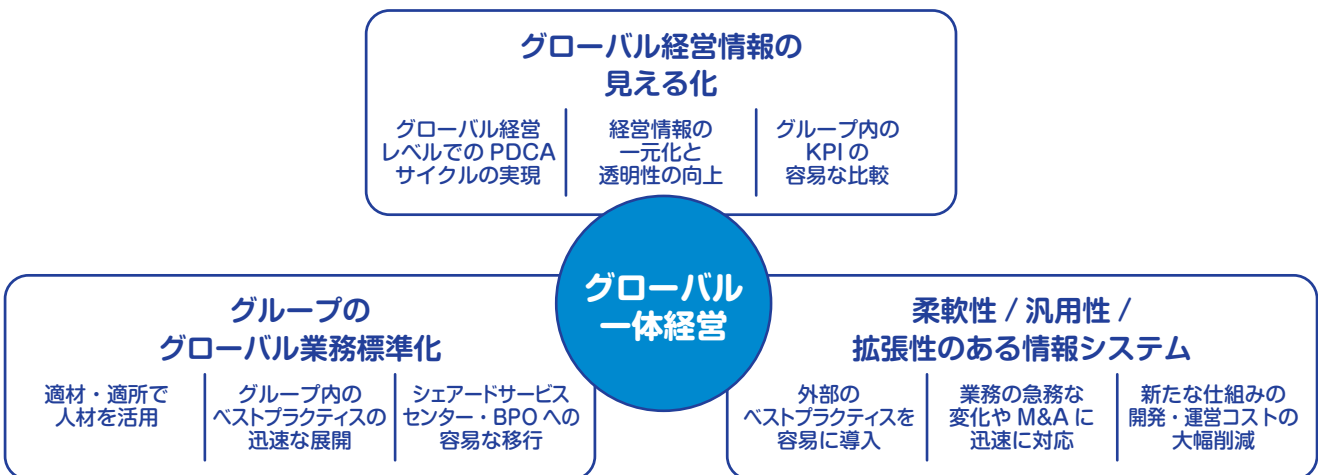 グローバル経営情報の
見える化
グローバル経営
レベルでの PDCA
サイクルの実現
経営情報の
一元化と
透明性の向上
グループ内の
KPI の
容易な比較
グローバル
一体経営
グループの
グローバル業務標準化
適材・適所で
人材を活用
グループ内の
ベストプラクティスの
迅速な展開
シェアードサービス
センター・BPO への
容易な移行
柔軟性 / 汎用性 /
拡張性のある情報システム
外部の
ベストプラクティスを
容易に導入
業務の急務な
変化や M&A に
迅速に対応
新たな仕組みの
開発・運営コストの
大幅削減